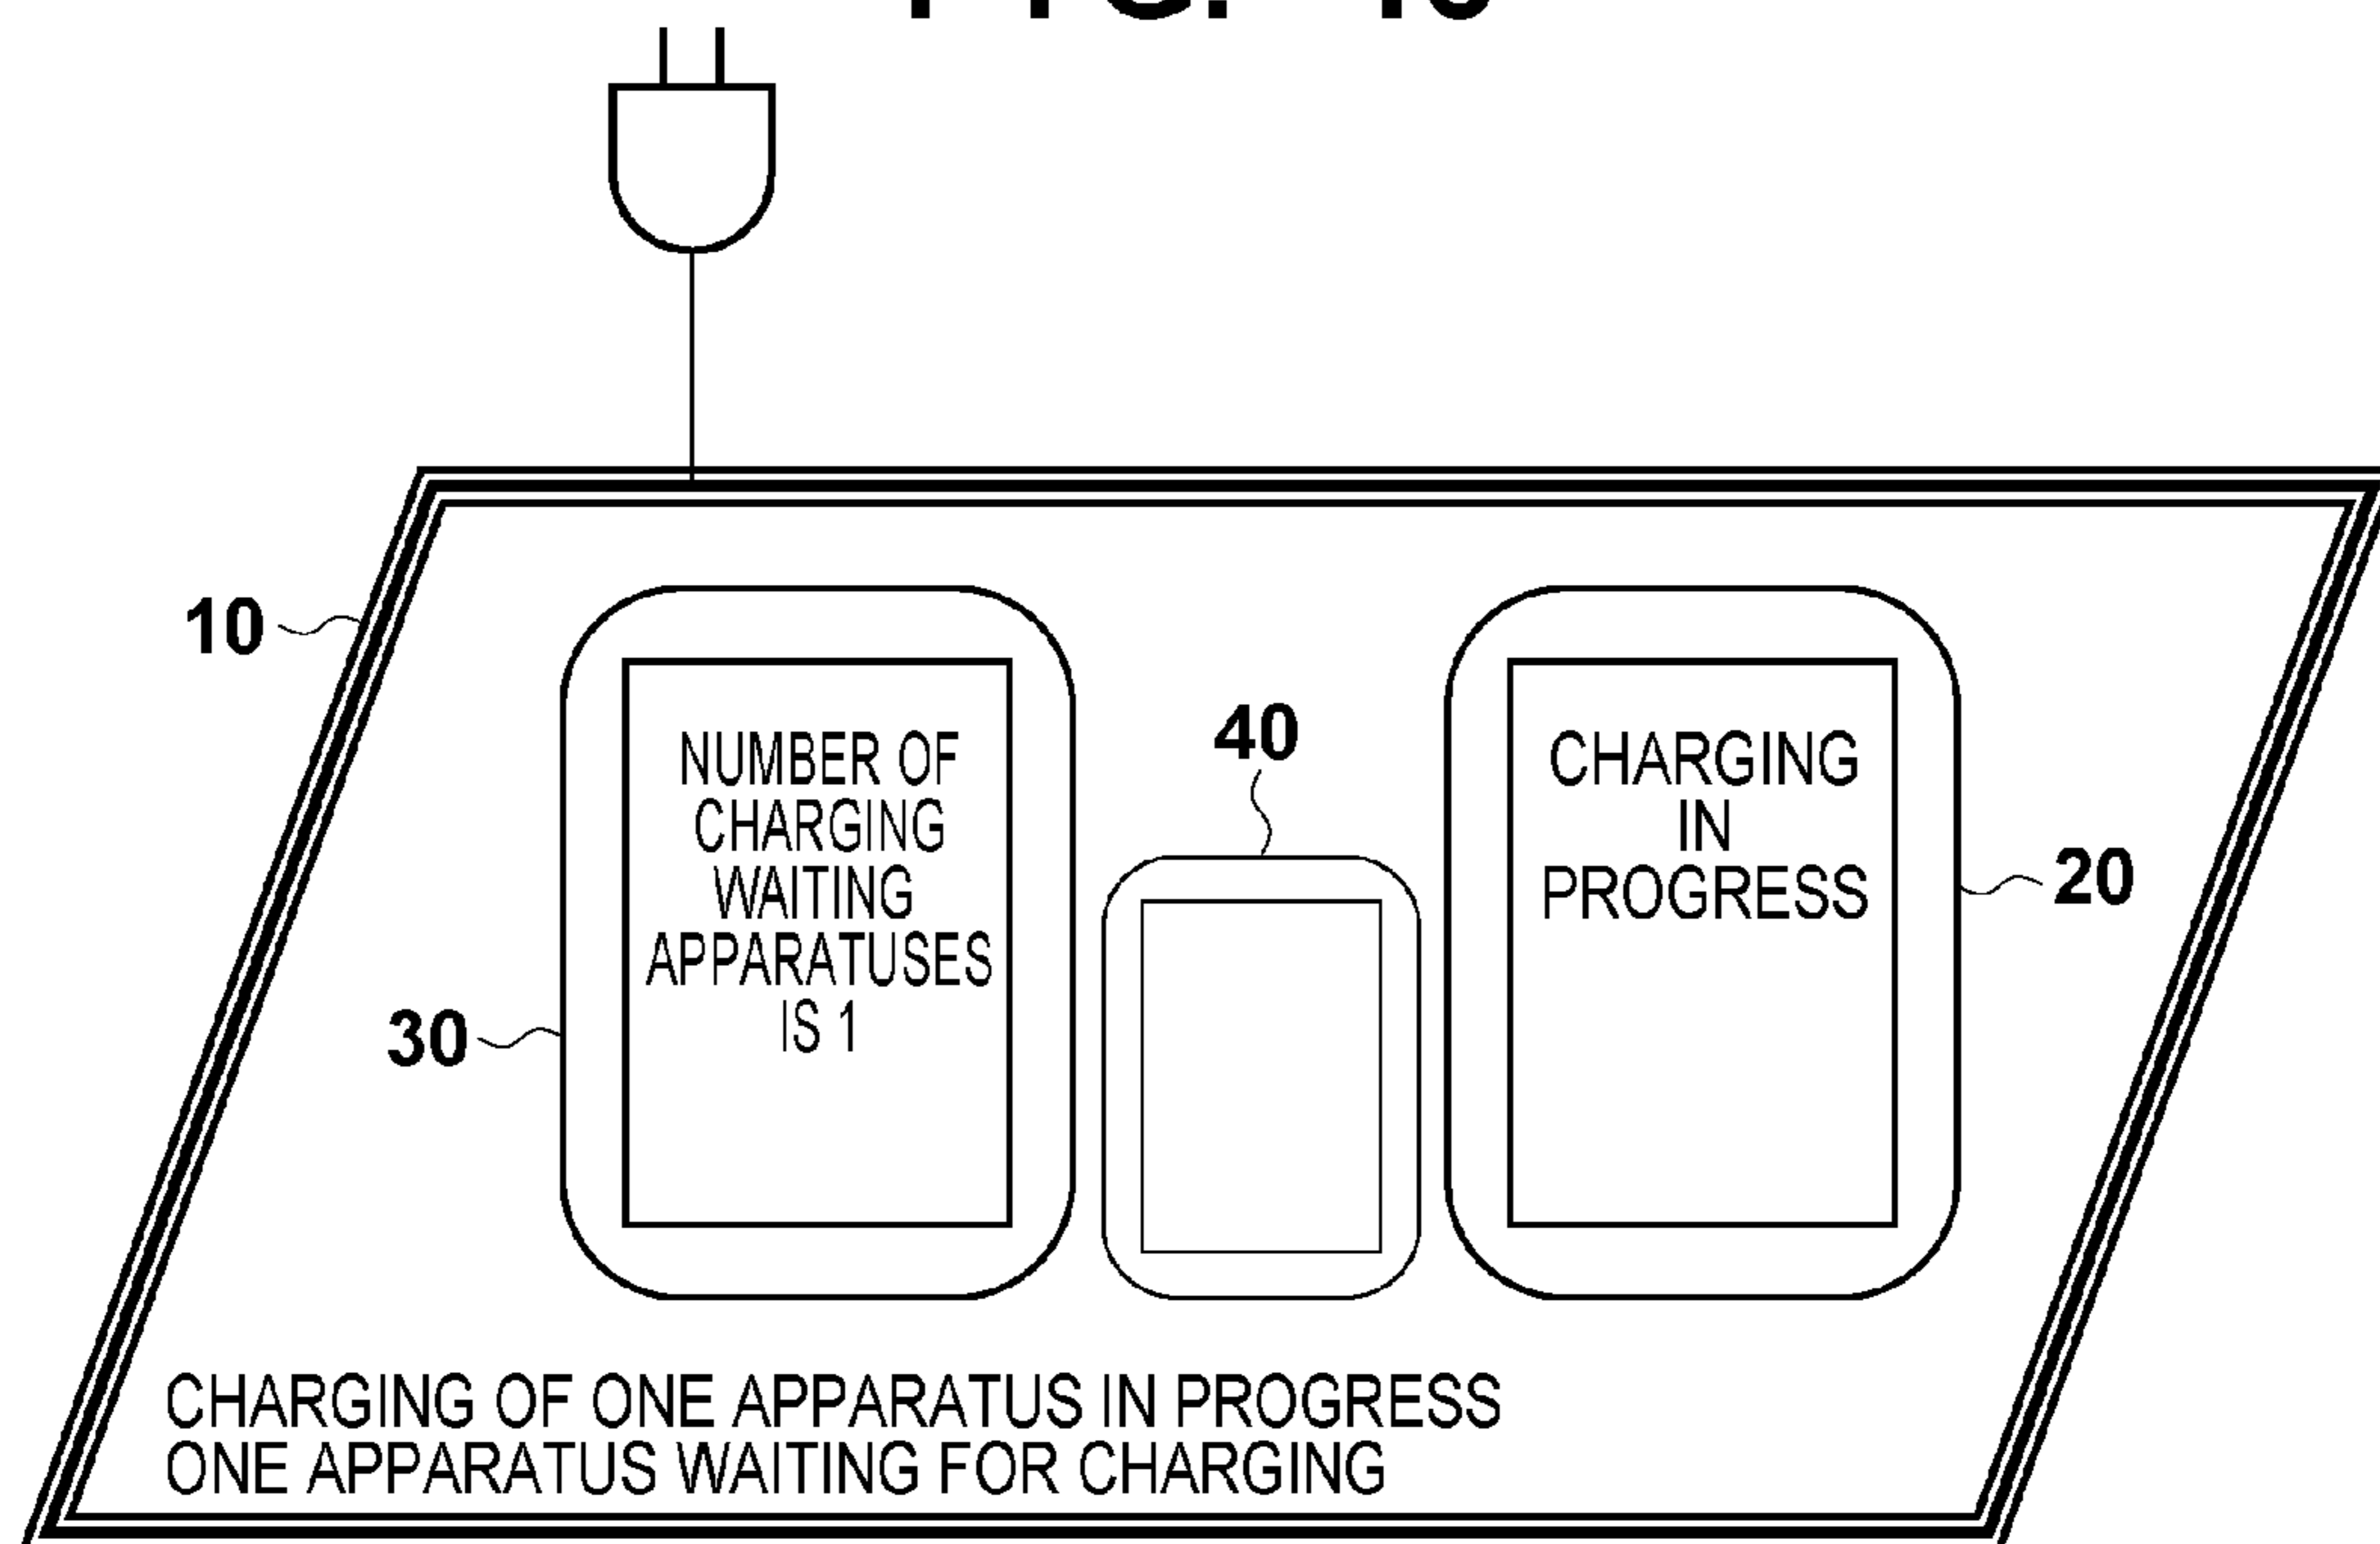 10
NUMBER OF
CHARGING
WAITING
APPARATUSES
IS 1
30
40
CHARGING
IN
PROGRESS
20
CHARGING OF ONE APPARATUS IN PROGRESS
ONE APPARATUS WAITING FOR CHARGING